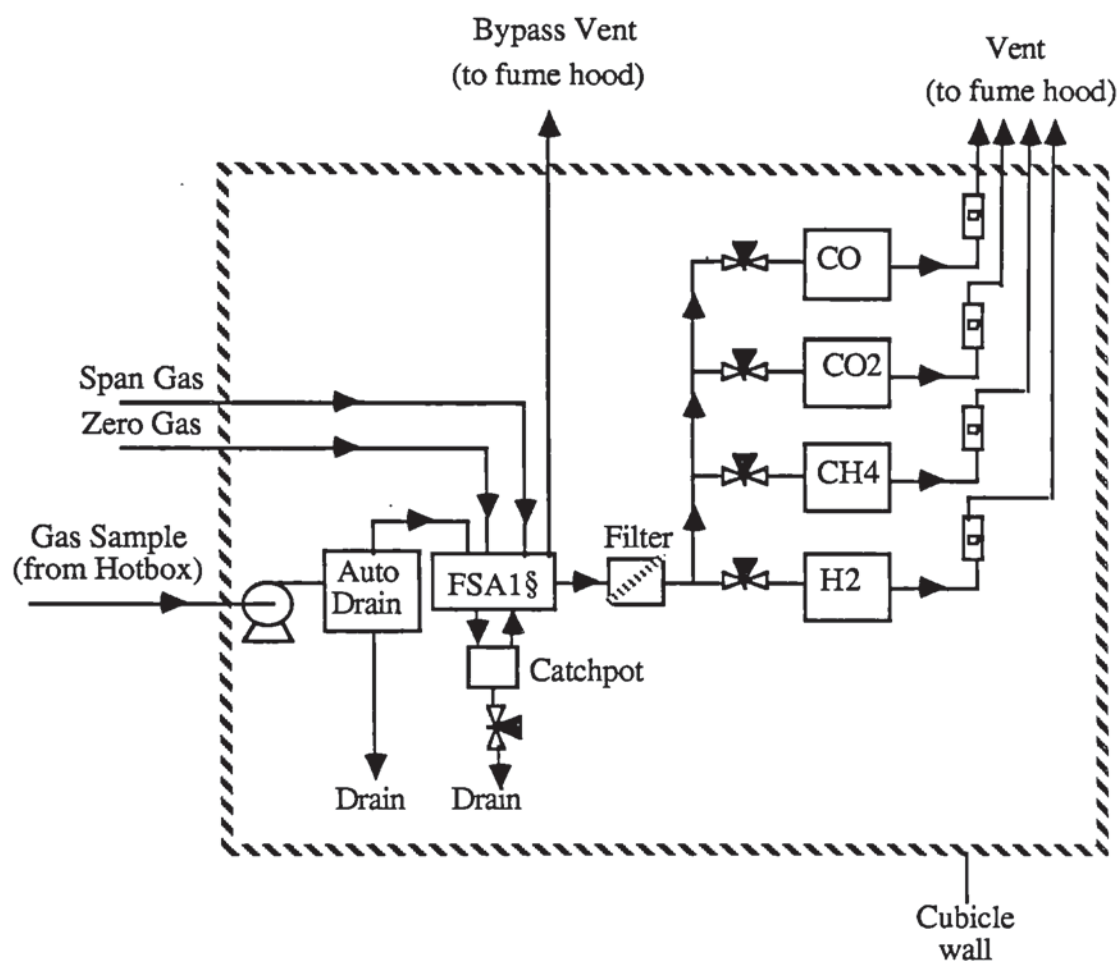 Bypass Vent
(to fume hood)
Vent
(to fume hood)
CO
CO2
Span Gas
Zero Gas
CH4
Gas Sample
(from Hotbox)
Auto
Drain
FSA1§
Filter
H2
Catchpot
Drain
Drain
Cubicle
wall